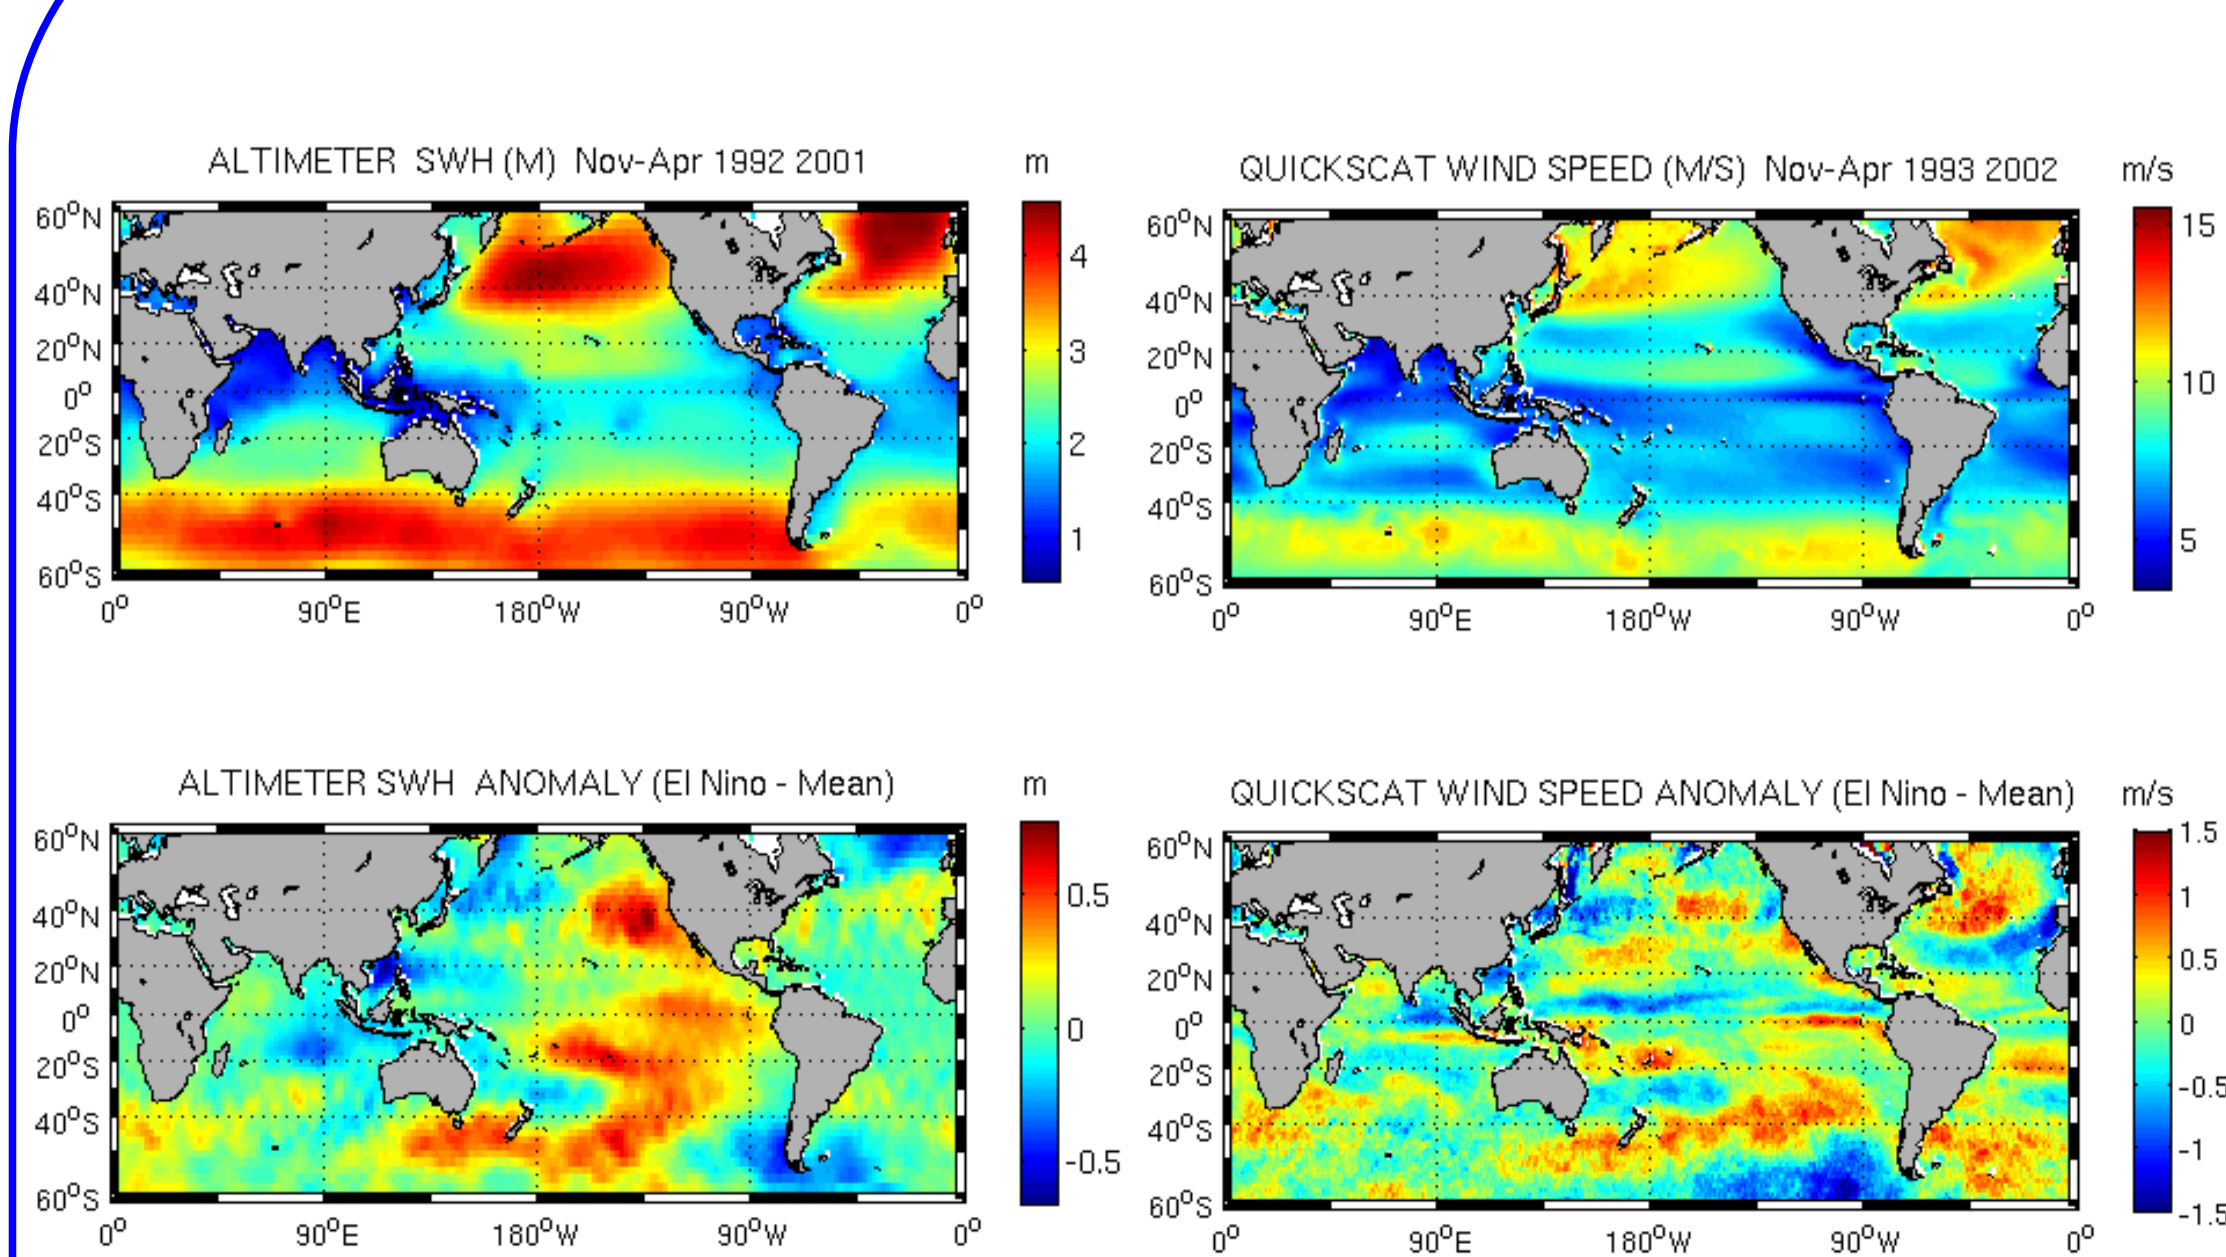 ALTIMETER SWH (M) Nov-Apr 1992 2001
m
60°N
40°N
20°N
0°
20°S
40°S
60°S
0°
90°E
180°W
90°W
0°
4
3
2
1
QUICKSCAT WIND SPEED (M/S) Nov-Apr 1993 2002
m/s
60°N
40°N
20°N
0°
20°S
40°S
60°S
0°
90°E
180°W
90°W
0°
15
10
5
ALTIMETER SWH ANOMALY (El Nino - Mean)
m
60°N
40°N
20°N
0°
20°S
40°S
60°S
0°
90°E
180°W
90°W
0°
0.5
0
-0.5
QUICKSCAT WIND SPEED ANOMALY (El Nino - Mean)
m/s
60°N
40°N
20°N
0°
20°S
40°S
60°S
0°
90°E
180°W
90°W
0°
1.5
1
0.5
0
-0.5
-1
-1.5